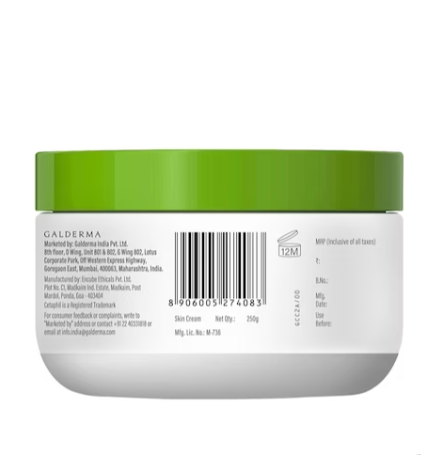 GALDERMA
Marketed by: Galderma India Pvt. Ltd.
8th floor, D Wing, Unit 801 & 802, G Wing 802, Lotus
Corporate Park, Off Western Express Highway,
Goregaon East, Mumbai, 400063, Maharashtra, India.
Manufactured by: Encube Ethicals Pvt. Ltd.
Plot No. C1, Madkaim Ind. Estate, Madkaim, Post
Mardol, Ponda, Goa - 403404
Cetaphil is a Registered Trademark
For consumer feedback or complaints, write to
"Marketed by" address or contact +91 22 40331818 or
email at info.india@galderma.com
8 906005 274083
Skin Cream Net Qty.: 250g
Mfg. Lic. No.: M-736
12M
MRP (Inclusive of all taxes)
₹:
B.No.:
Mfg.
Date:
Use
Before: